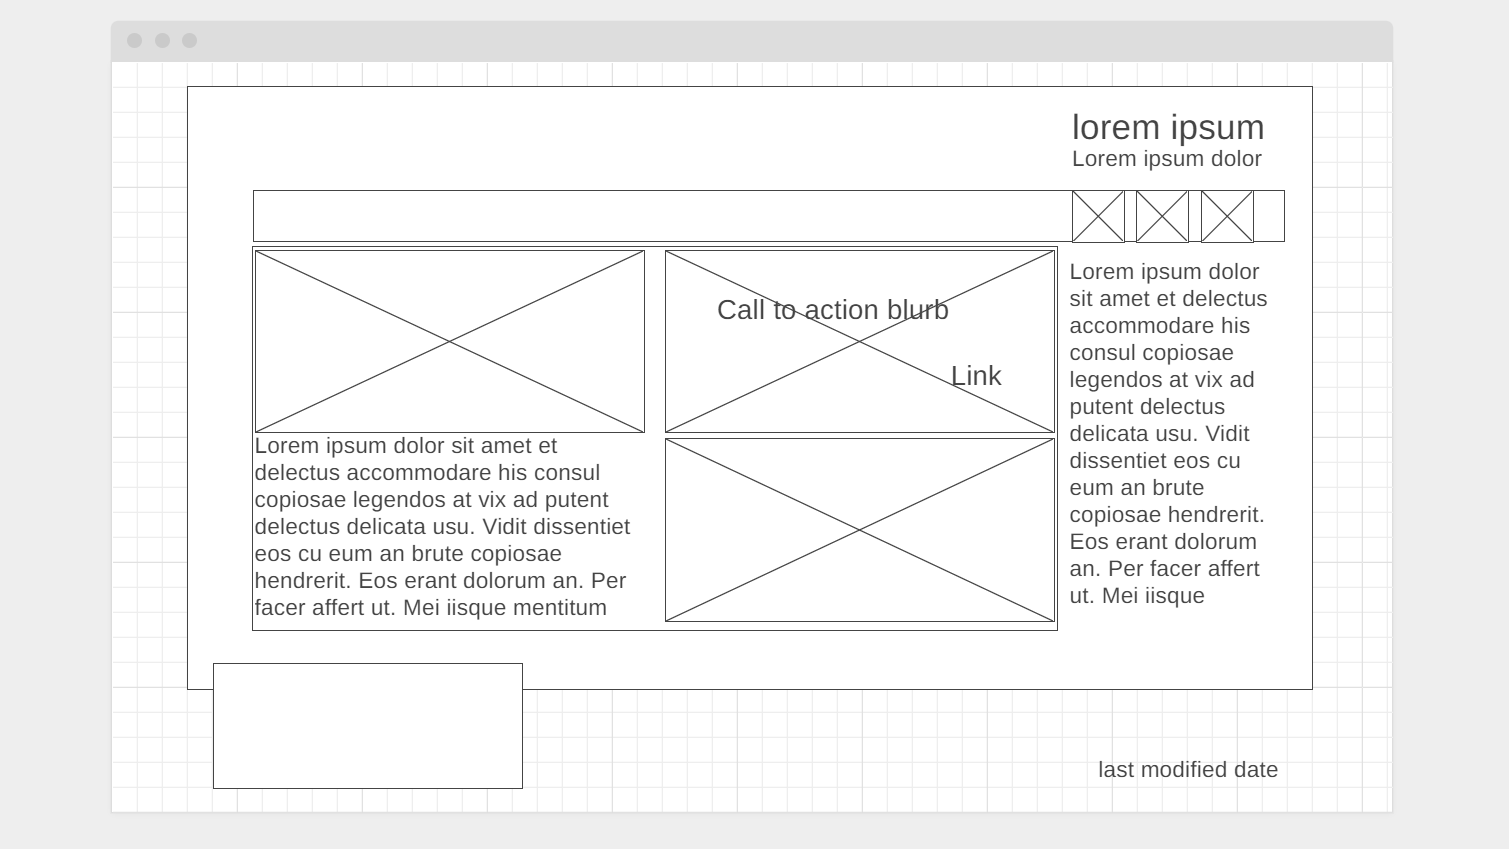 lorem ipsum
Lorem ipsum dolor
Call to action blurb
Link
Lorem ipsum dolor sit amet et
delectus accommodare his consul
copiosae legendos at vix ad putent
delectus delicata usu. Vidit dissentiet
eos cu eum an brute copiosae
hendrerit. Eos erant dolorum an. Per
facer affert ut. Mei iisque mentitum
Lorem ipsum dolor
sit amet et delectus
accommodare his
consul copiosae
legendos at vix ad
putent delectus
delicata usu. Vidit
dissentiet eos cu
eum an brute
copiosae hendrerit.
Eos erant dolorum
an. Per facer affert
ut. Mei iisque
last modified date